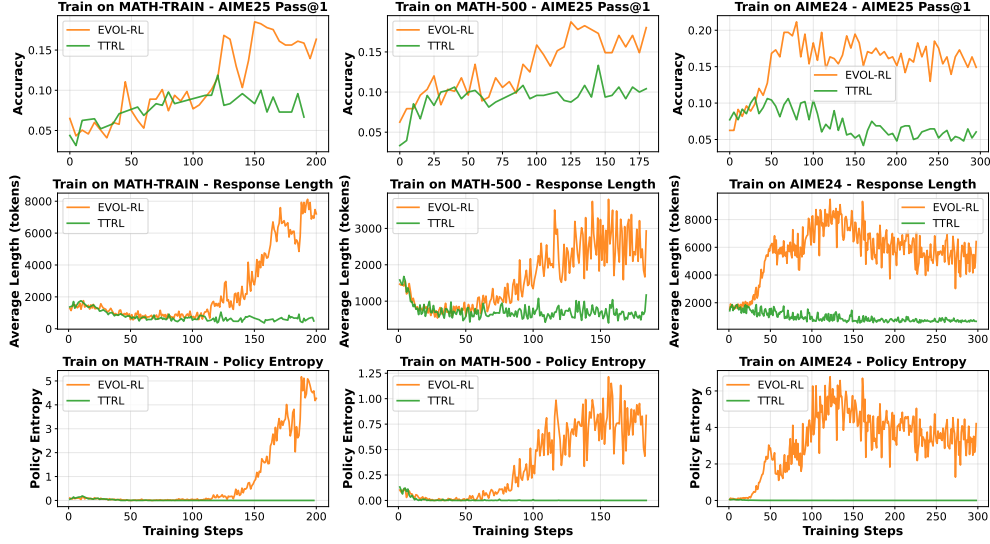 Train on MATH-TRAIN - AIME25 Pass@1
Accuracy
0.15
0.10
0.05
EVOL-RL
TTRL
0 50 100 150 200
Train on MATH-500 - AIME25 Pass@1
Accuracy
0.15
0.10
0.05
EVOL-RL
TTRL
0 25 50 75 100 125 150 175
Train on AIME24 - AIME25 Pass@1
Accuracy
0.20
0.15
0.10
0.05
EVOL-RL
TTRL
0 50 100 150 200 250 300
Train on MATH-TRAIN - Response Length
Average Length (tokens)
8000
6000
4000
2000
0
EVOL-RL
TTRL
0 50 100 150 200
Train on MATH-500 - Response Length
Average Length (tokens)
3000
2000
1000
EVOL-RL
TTRL
0 50 100 150
Train on AIME24 - Response Length
Average Length (tokens)
8000
6000
4000
2000
EVOL-RL
TTRL
0 50 100 150 200 250 300
Train on MATH-TRAIN - Policy Entropy
Policy Entropy
5
4
3
2
1
0
EVOL-RL
TTRL
0 50 100 150 200
Training Steps
Train on MATH-500 - Policy Entropy
Policy Entropy
1.25
1.00
0.75
0.50
0.25
0.00
EVOL-RL
TTRL
0 50 100 150
Training Steps
Train on AIME24 - Policy Entropy
Policy Entropy
6
4
2
0
EVOL-RL
TTRL
0 50 100 150 200 250 300
Training Steps